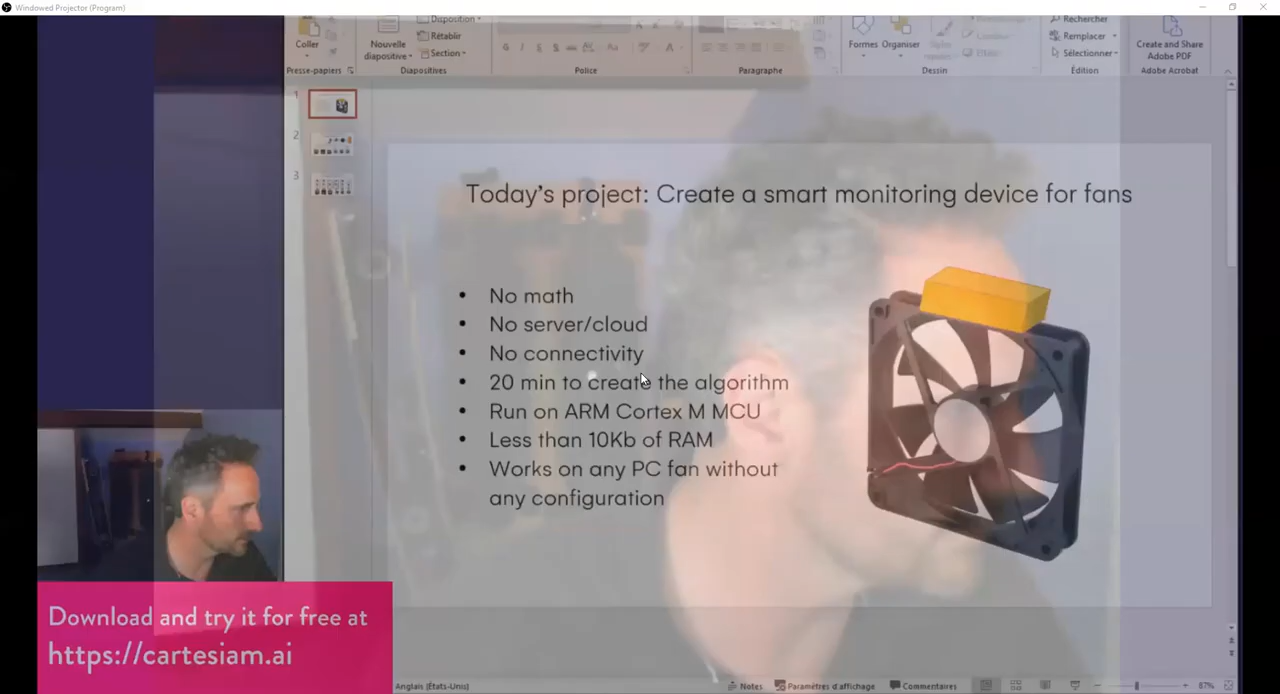 Windowed Projector (Program)
Disposition
Rechercher
Coller
Nouvelle
diapositive
Rétablir
Section
Formes
Organiser
Remplacer
Sélectionner
Create and Share
Adobe PDF
Presse-papiers
Diapositives
Police
Paragraphe
Dessin
Édition
Adobe Acrobat
1
2
3
Today's project: Create a smart monitoring device for fans
• No math
• No server/cloud
• No connectivity
• 20 min to create the algorithm
• Run on ARM Cortex M MCU
• Less than 10Kb of RAM
• Works on any PC fan without
any configuration
Download and try it for free at
https://cartesiam.ai
Anglais (États-Unis)
Notes
Paramètres d'affichage
Commentaires
87%